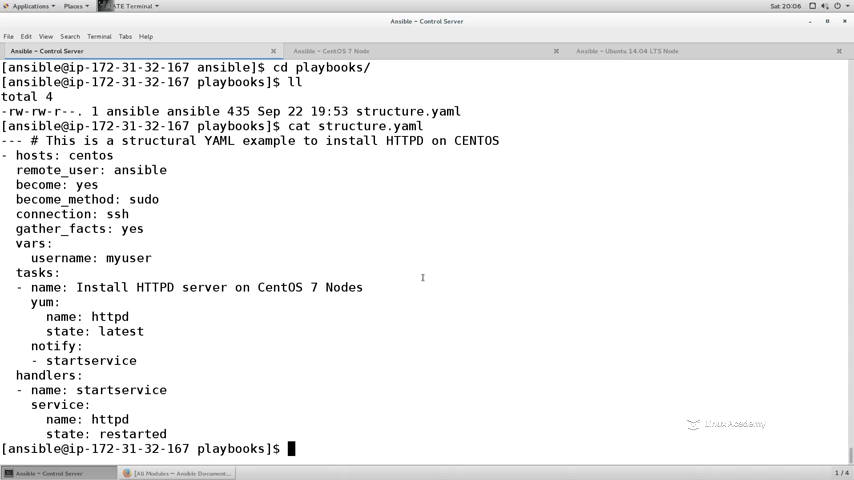 Applications Places MATE Terminal Sat 20:06
Ansible - Control Server
File Edit View Search Terminal Tabs Help
Ansible - Control Server Ansible - CentOS 7 Node Ansible - Ubuntu 14.04 LTS Node
[ansible@ip-172-31-32-167 ansible]$ cd playbooks/
[ansible@ip-172-31-32-167 playbooks]$ ll
total 4
-rw-rw-r--. 1 ansible ansible 435 Sep 22 19:53 structure.yaml
[ansible@ip-172-31-32-167 playbooks]$ cat structure.yaml
--- # This is a structural YAML example to install HTTPD on CENTOS
- hosts: centos
  remote_user: ansible
  become: yes
  become_method: sudo
  connection: ssh
  gather_facts: yes
  vars:
    username: myuser
  tasks:
  - name: Install HTTPD server on CentOS 7 Nodes
    yum:
      name: httpd
      state: latest
    notify:
    - startservice
  handlers:
  - name: startservice
    service:
      name: httpd
      state: restarted
[ansible@ip-172-31-32-167 playbooks]$
Linux Academy
Ansible - Control Server [All Modules — Ansible Document... 1 / 4